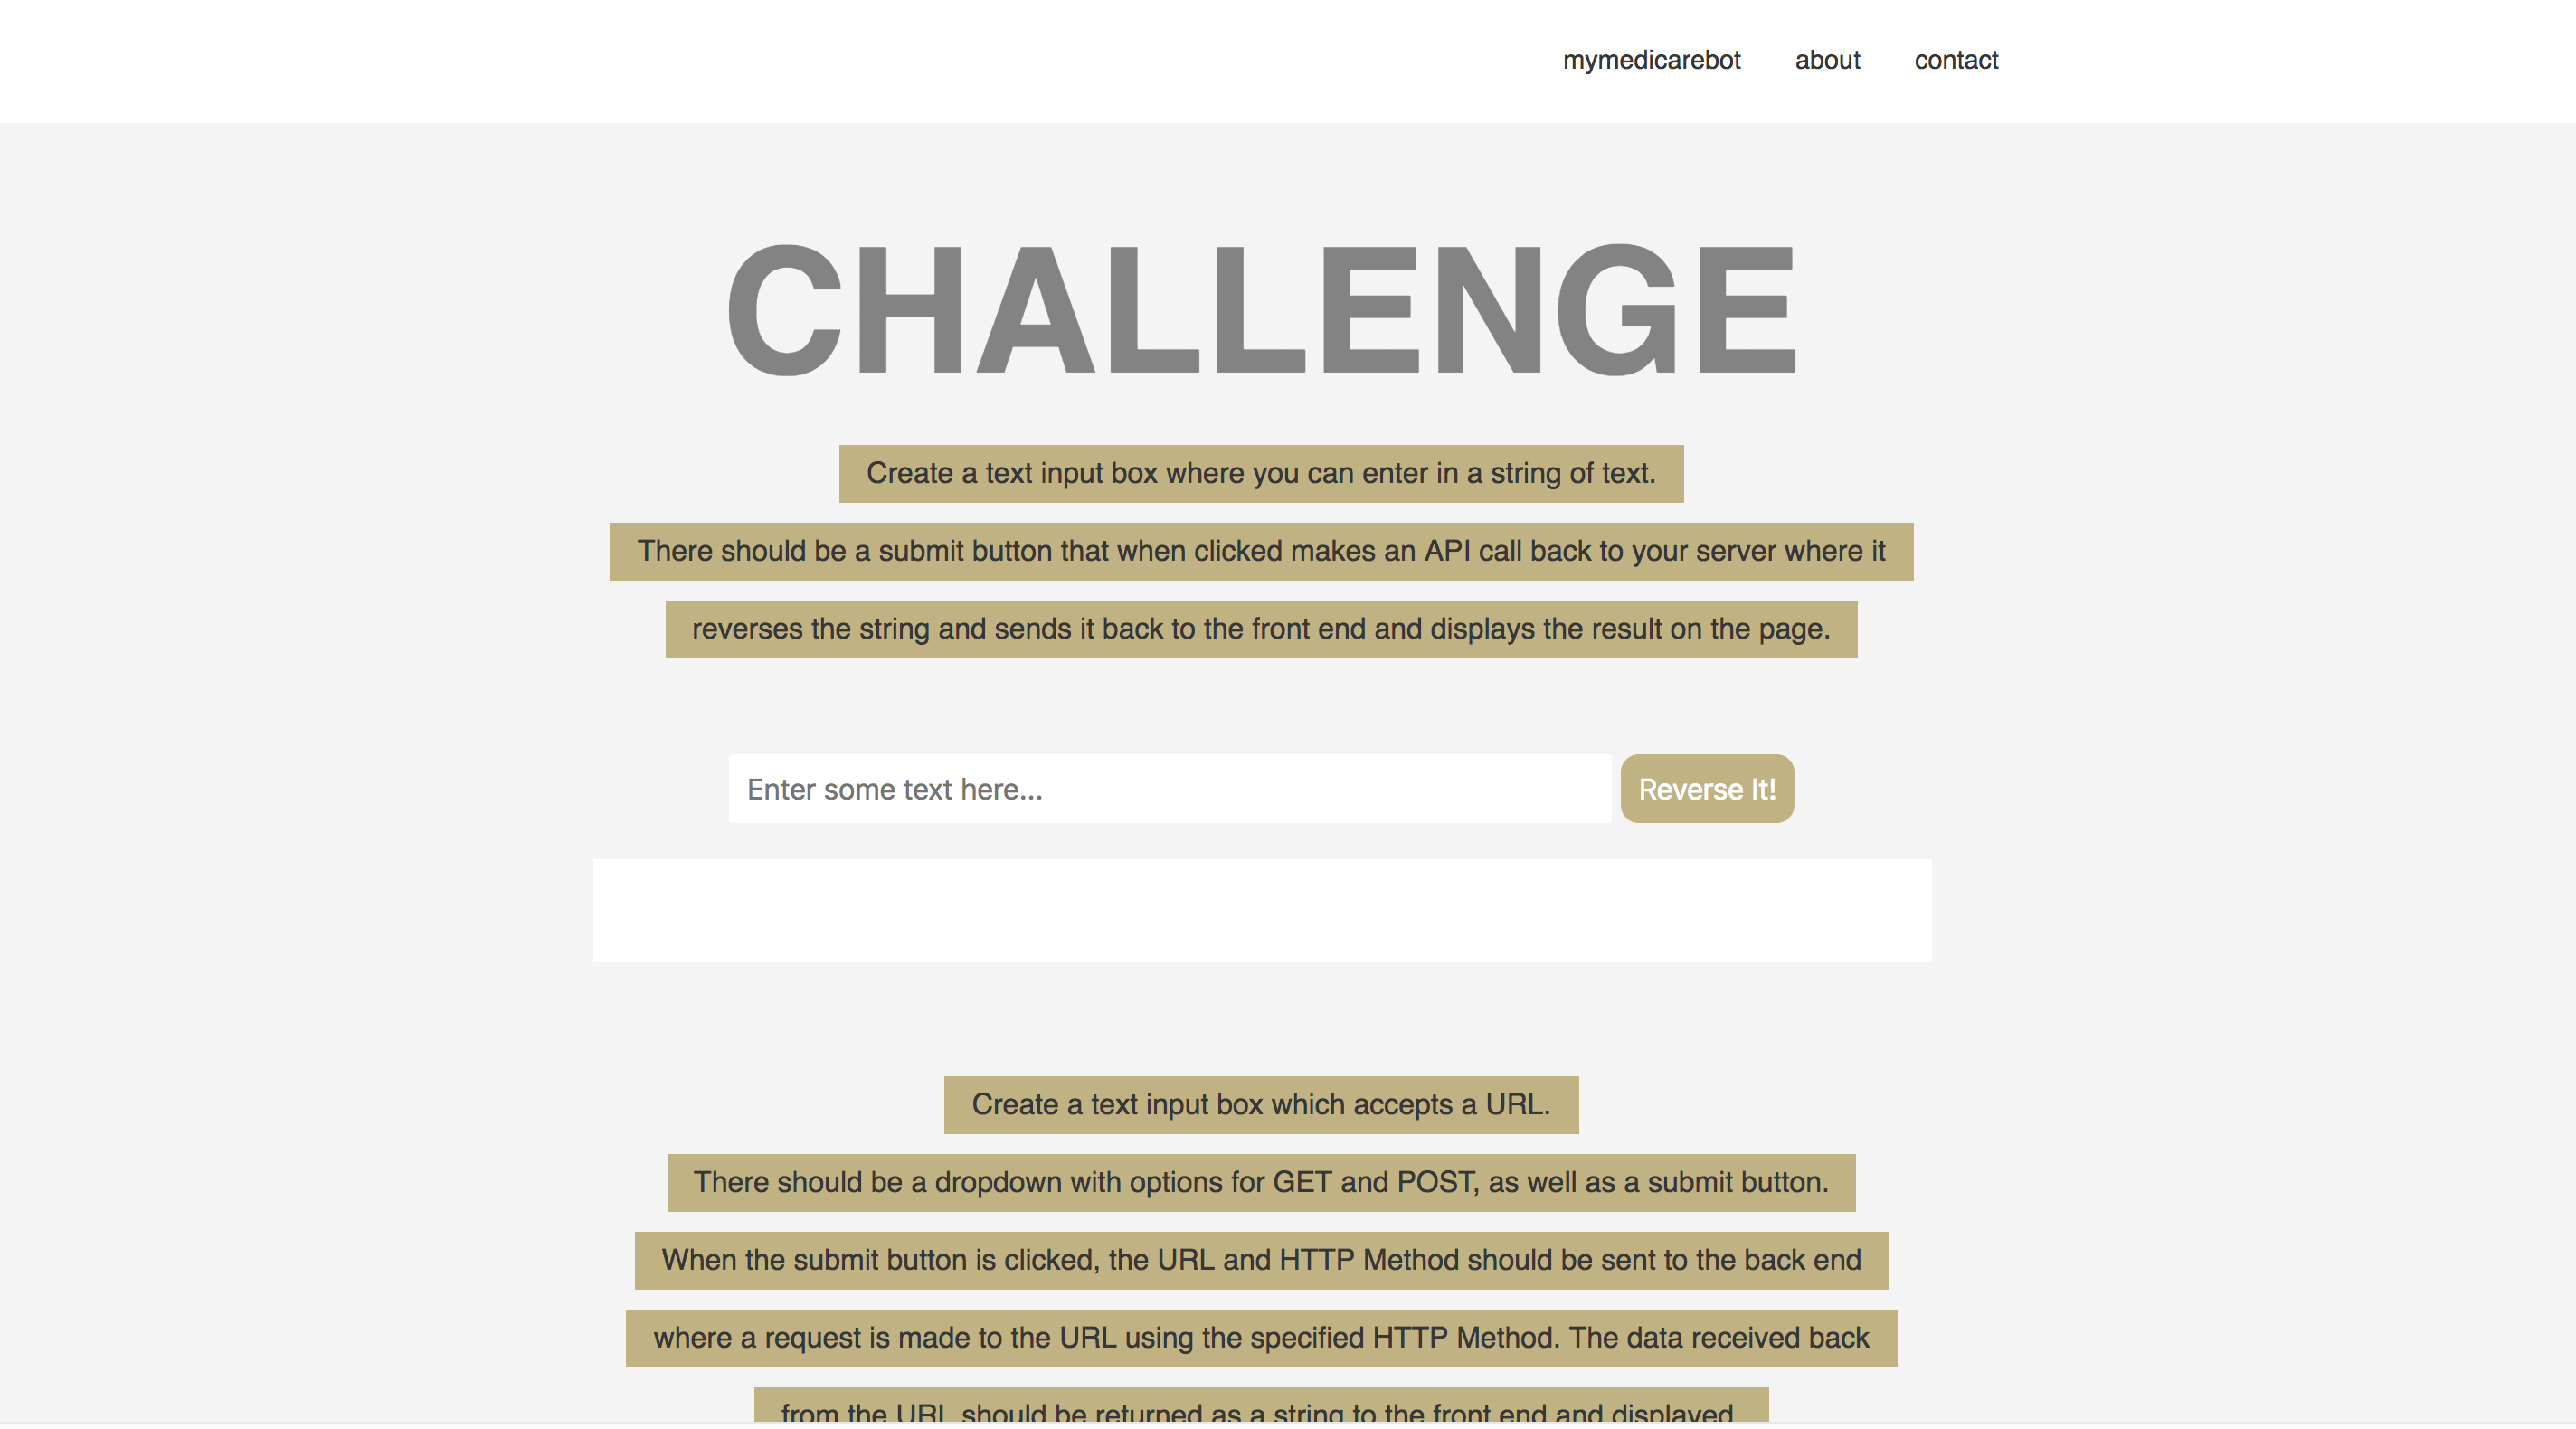 mymedicarebot about contact
CHALLENGE
Create a text input box where you can enter in a string of text.
There should be a submit button that when clicked makes an API call back to your server where it
reverses the string and sends it back to the front end and displays the result on the page.
Enter some text here... Reverse It!
Create a text input box which accepts a URL.
There should be a dropdown with options for GET and POST, as well as a submit button.
When the submit button is clicked, the URL and HTTP Method should be sent to the back end
where a request is made to the URL using the specified HTTP Method. The data received back
from the URL should be returned as a string to the front end and displayed